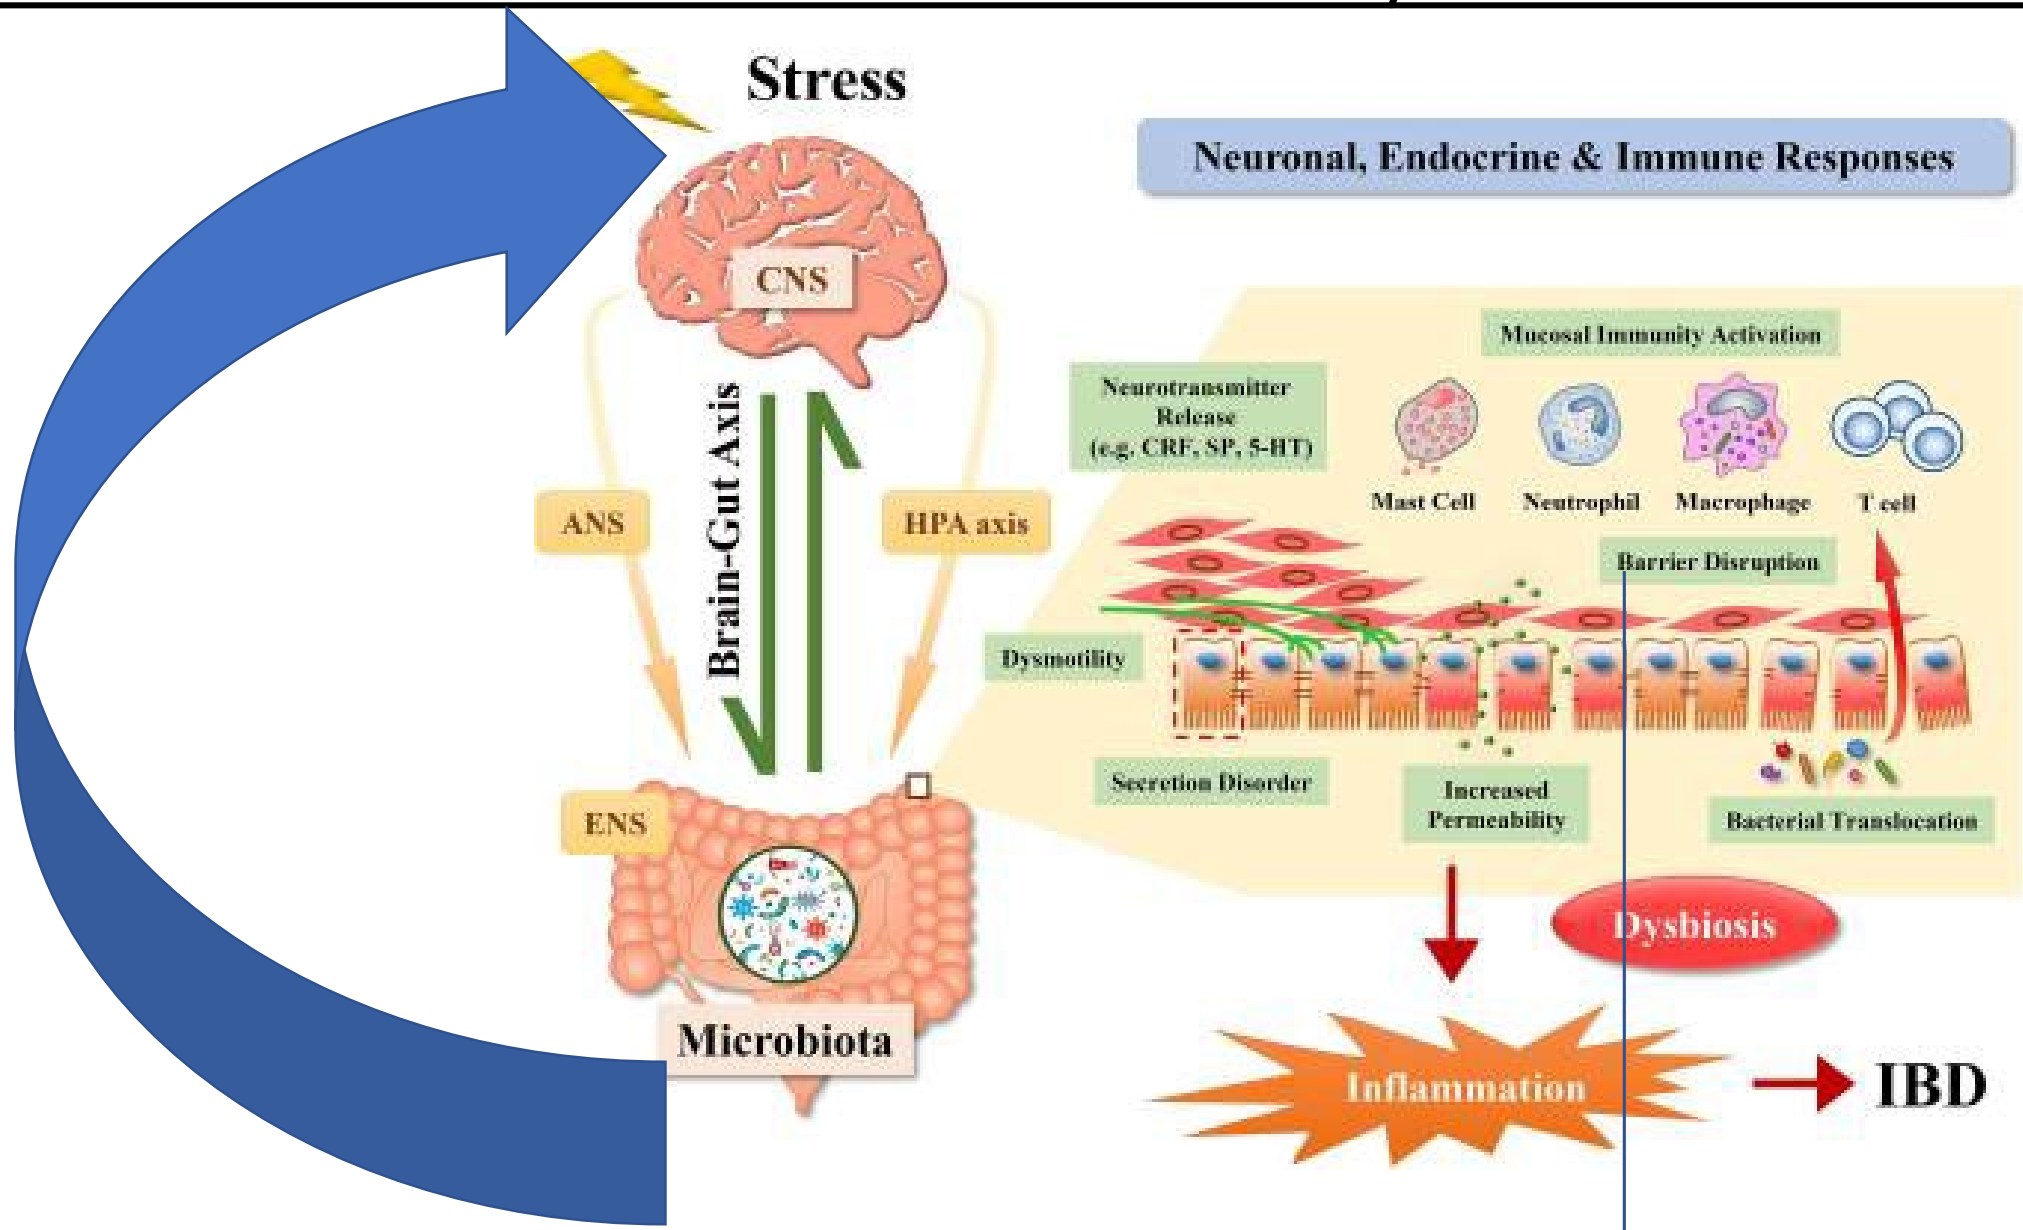 Stress
Neuronal, Endocrine & Immune Responses
CNS
Mucosal Immunity Activation
Neurotransmitter
Release
(e.g. CRF, SP, 5-HT)
Mast Cell
Neutrophil
Macrophage
T cell
Brain-Gut Axis
ANS
HPA axis
Barrier Disruption
Dysmotility
Secretion Disorder
Increased
Permeability
Bacterial Translocation
ENS
Dysbiosis
Microbiota
Inflammation
IBD